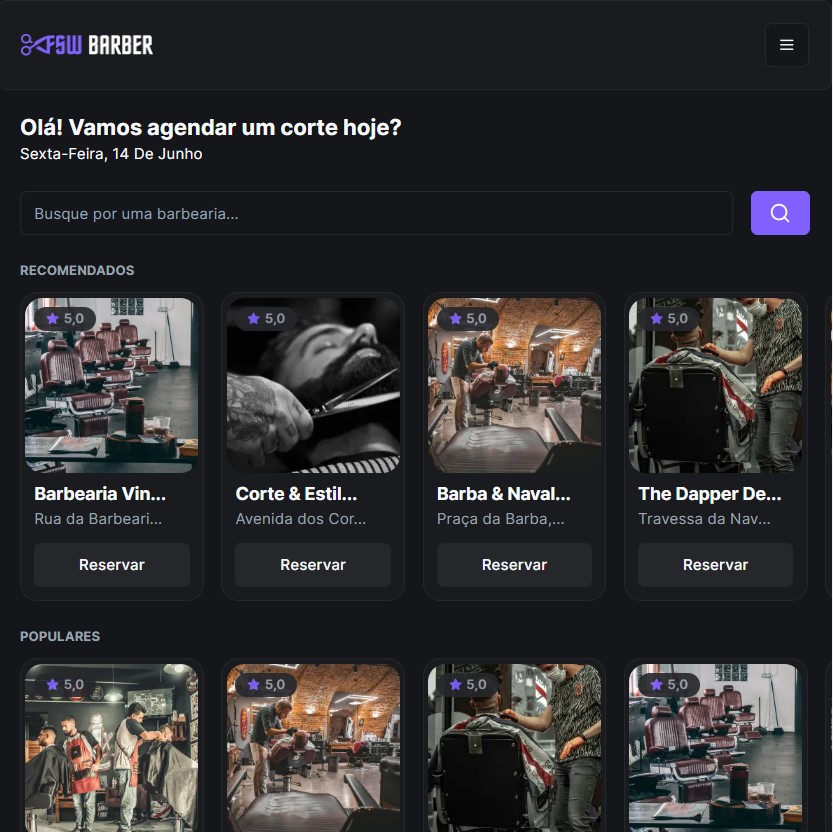 FSW BARBER
Olá! Vamos agendar um corte hoje?
Sexta-Feira, 14 De Junho
Busque por uma barbearia...
RECOMENDADOS
5,0
5,0
5,0
5,0
Barbearia Vin...
Corte & Estil...
Barba & Naval...
The Dapper De...
Rua da Barbeari...
Avenida dos Cor...
Praça da Barba,...
Travessa da Nav...
Reservar
Reservar
Reservar
Reservar
POPULARES
5,0
5,0
5,0
5,0